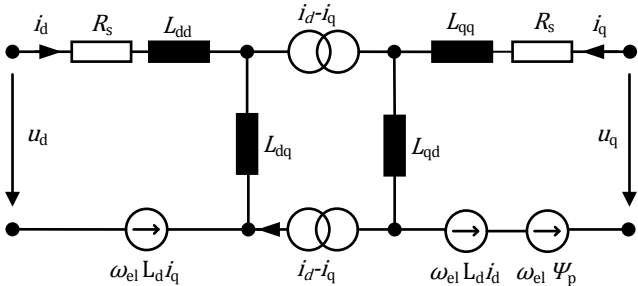 i_d R_s L_dd i_d-i_q L_qq R_s i_q
u_d L_dq L_qd u_q
ω_el L_d i_q i_d-i_q ω_el L_d i_d ω_el Ψ_p